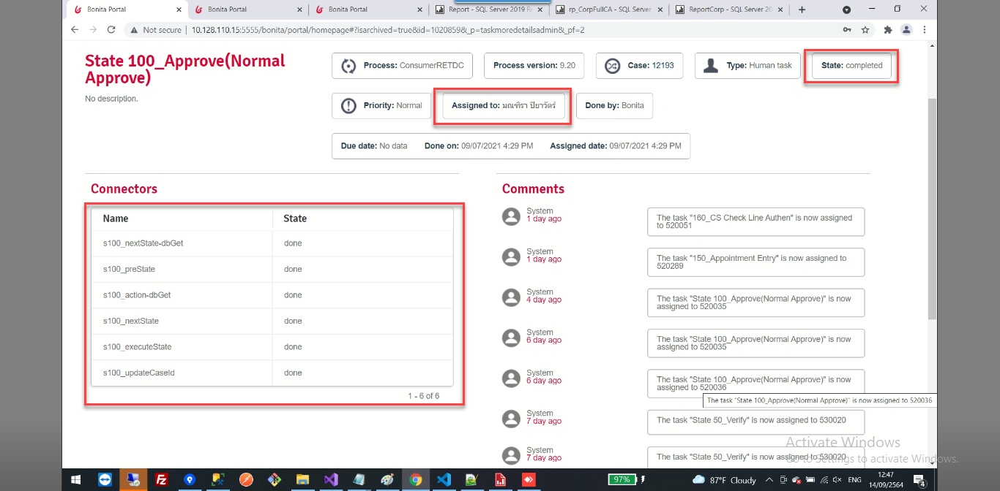 Bonita Portal
Bonita Portal
Bonita Portal
Report - SQL Server 2019 R
rp_CorpFullCA - SQL Server
ReportCorp - SQL Server 20
Not secure | 10.128.110.15:5555/bonita/portal/homepage#?isarchived=true&id=1020859&_p=taskmoredetailsadmin&_pf=2
State 100_Approve(Normal
Approve)
No description.
Process: ConsumerRETDC
Process version: 9.20
Case: 12193
Type: Human task
State: completed
Priority: Normal
Assigned to: มณฑิรา ปิยาวัตร์
Done by: Bonita
Due date: No data
Done on: 09/07/2021 4:29 PM
Assigned date: 09/07/2021 4:29 PM
Connectors
Name State
s100_nextState-dbGet done
s100_preState done
s100_action-dbGet done
s100_nextState done
s100_executeState done
s100_updateCaseId done
1 - 6 of 6
Comments
System
1 day ago
The task "160_CS Check Line Authen" is now assigned
to 520051
System
1 day ago
The task "150_Appointment Entry" is now assigned to
520289
System
4 day ago
The task "State 100_Approve(Normal Approve)" is now
assigned to 520035
System
6 day ago
The task "State 100_Approve(Normal Approve)" is now
assigned to 520035
System
6 day ago
The task "State 100_Approve(Normal Approve)" is now
assigned to 520036
The task "State 100_Approve(Normal Approve)" is now assigned to 520036
System
7 day ago
The task "State 50_Verify" is now assigned to 530020
System
7 day ago
The task "State 50_Verify" is now assigned to 530020
Activate Windows
Go to Settings to activate Windows.
97%
87°F Cloudy
ENG
12:47
14/09/2564
4